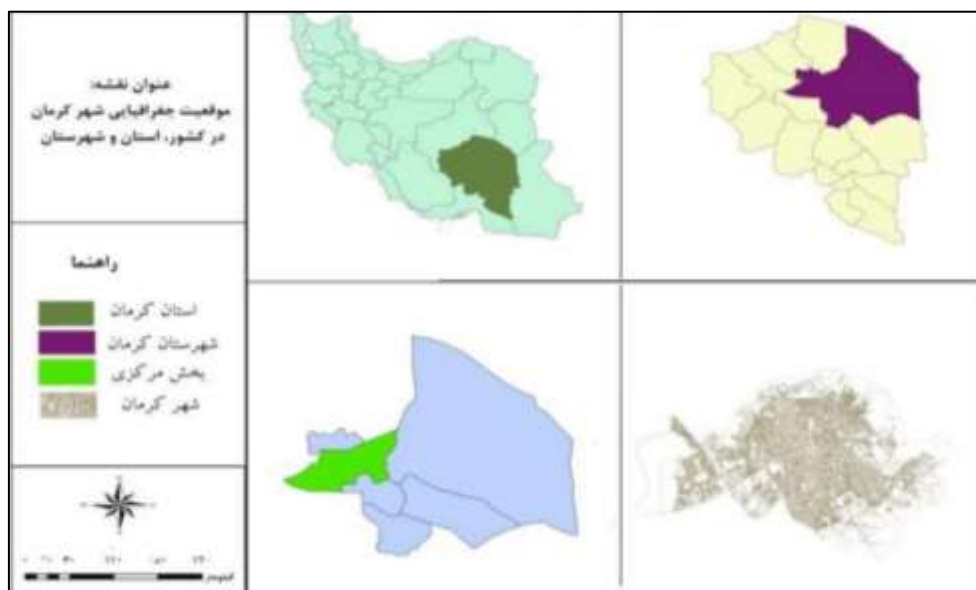 عنوان نقشه:
موقعیت جغرافیایی شهر کرمان
در کشور، استان و شهرستان
راهنما
استان کرمان
شهرستان کرمان
بخش مرکزی
شهر کرمان
کیلومتر